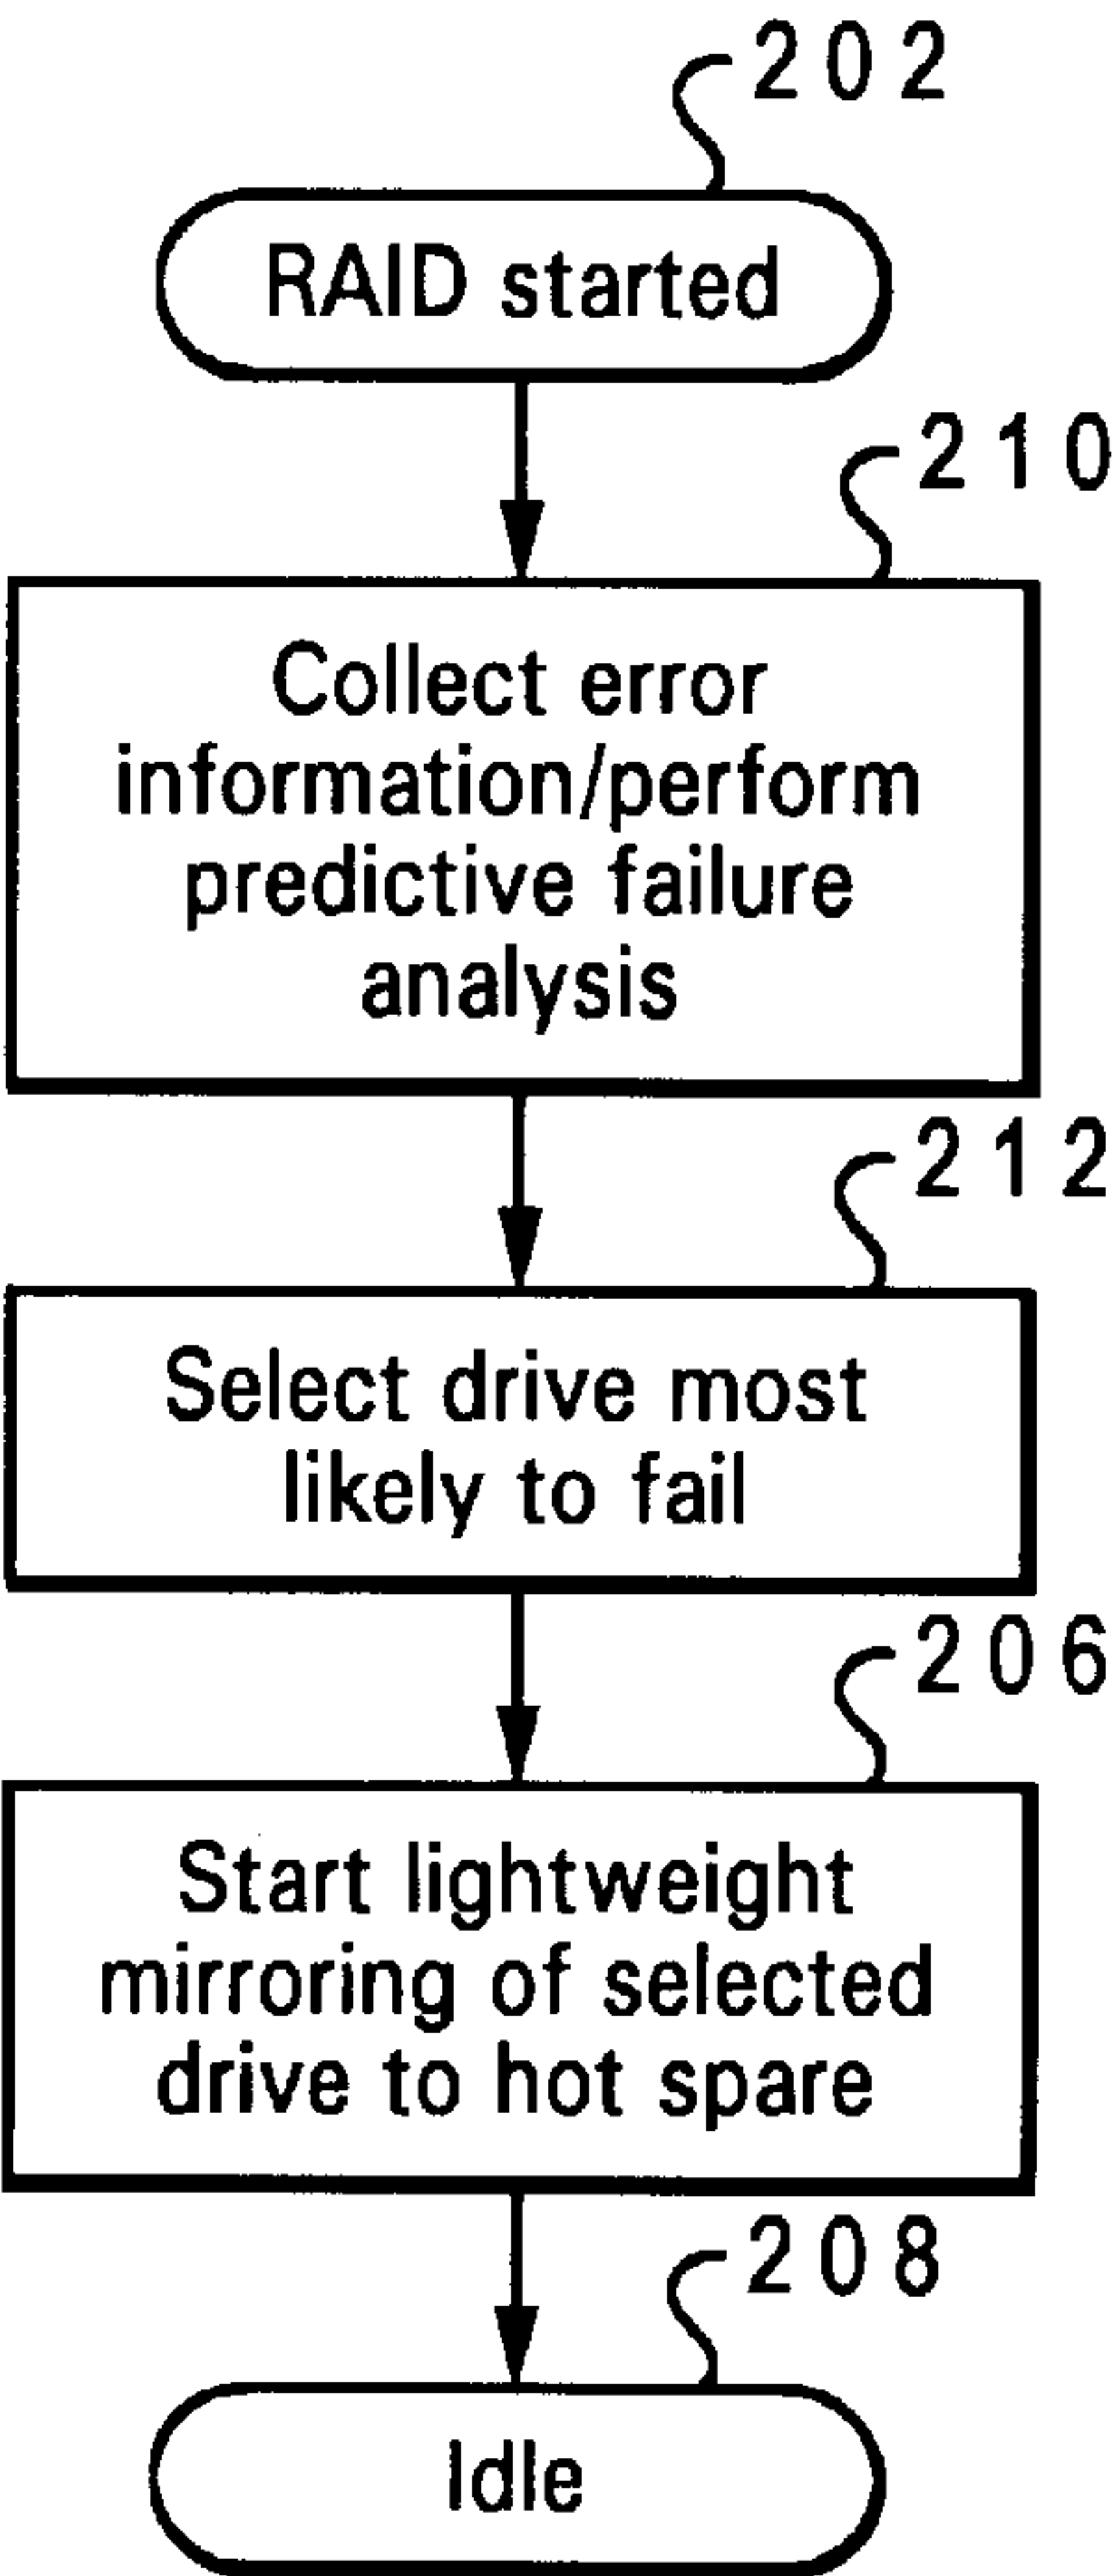 202
RAID started
210
Collect error
information/perform
predictive failure
analysis
212
Select drive most
likely to fail
206
Start lightweight
mirroring of selected
drive to hot spare
208
Idle